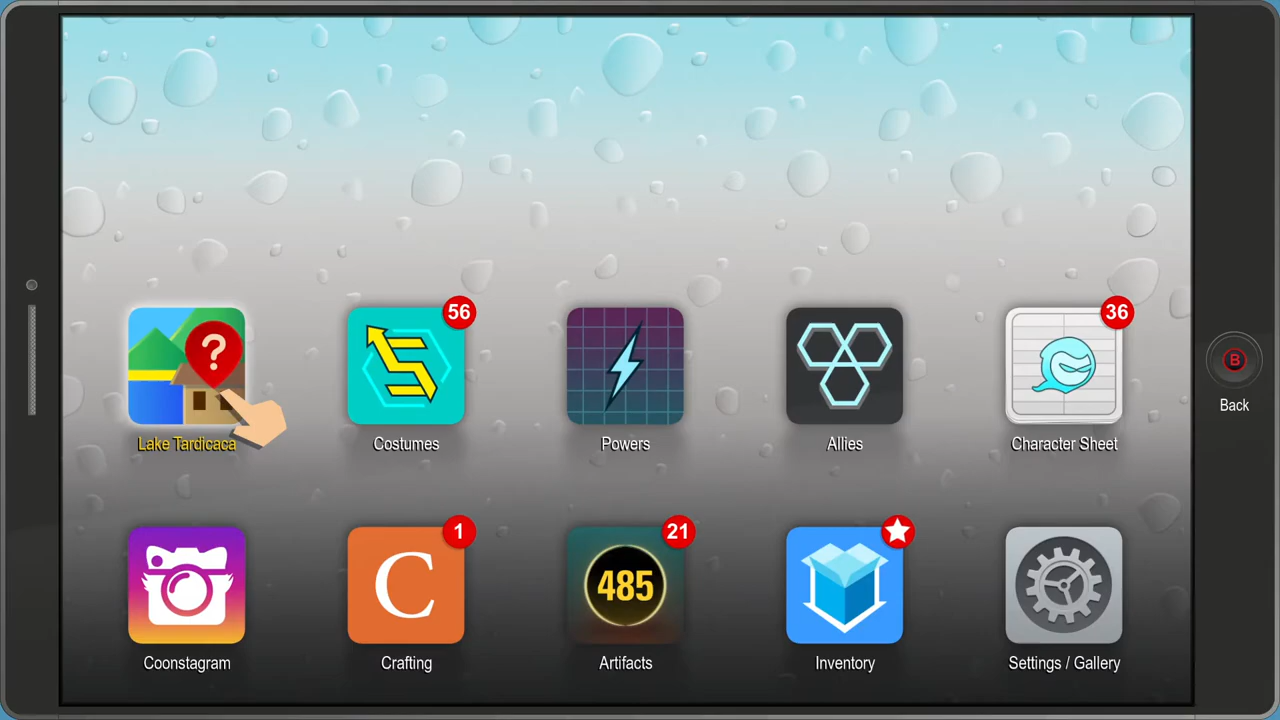 ?
56
36
B
Back
Lake Tardicaca
Costumes
Powers
Allies
Character Sheet
1
21
C
485
Coonstagram
Crafting
Artifacts
Inventory
Settings / Gallery